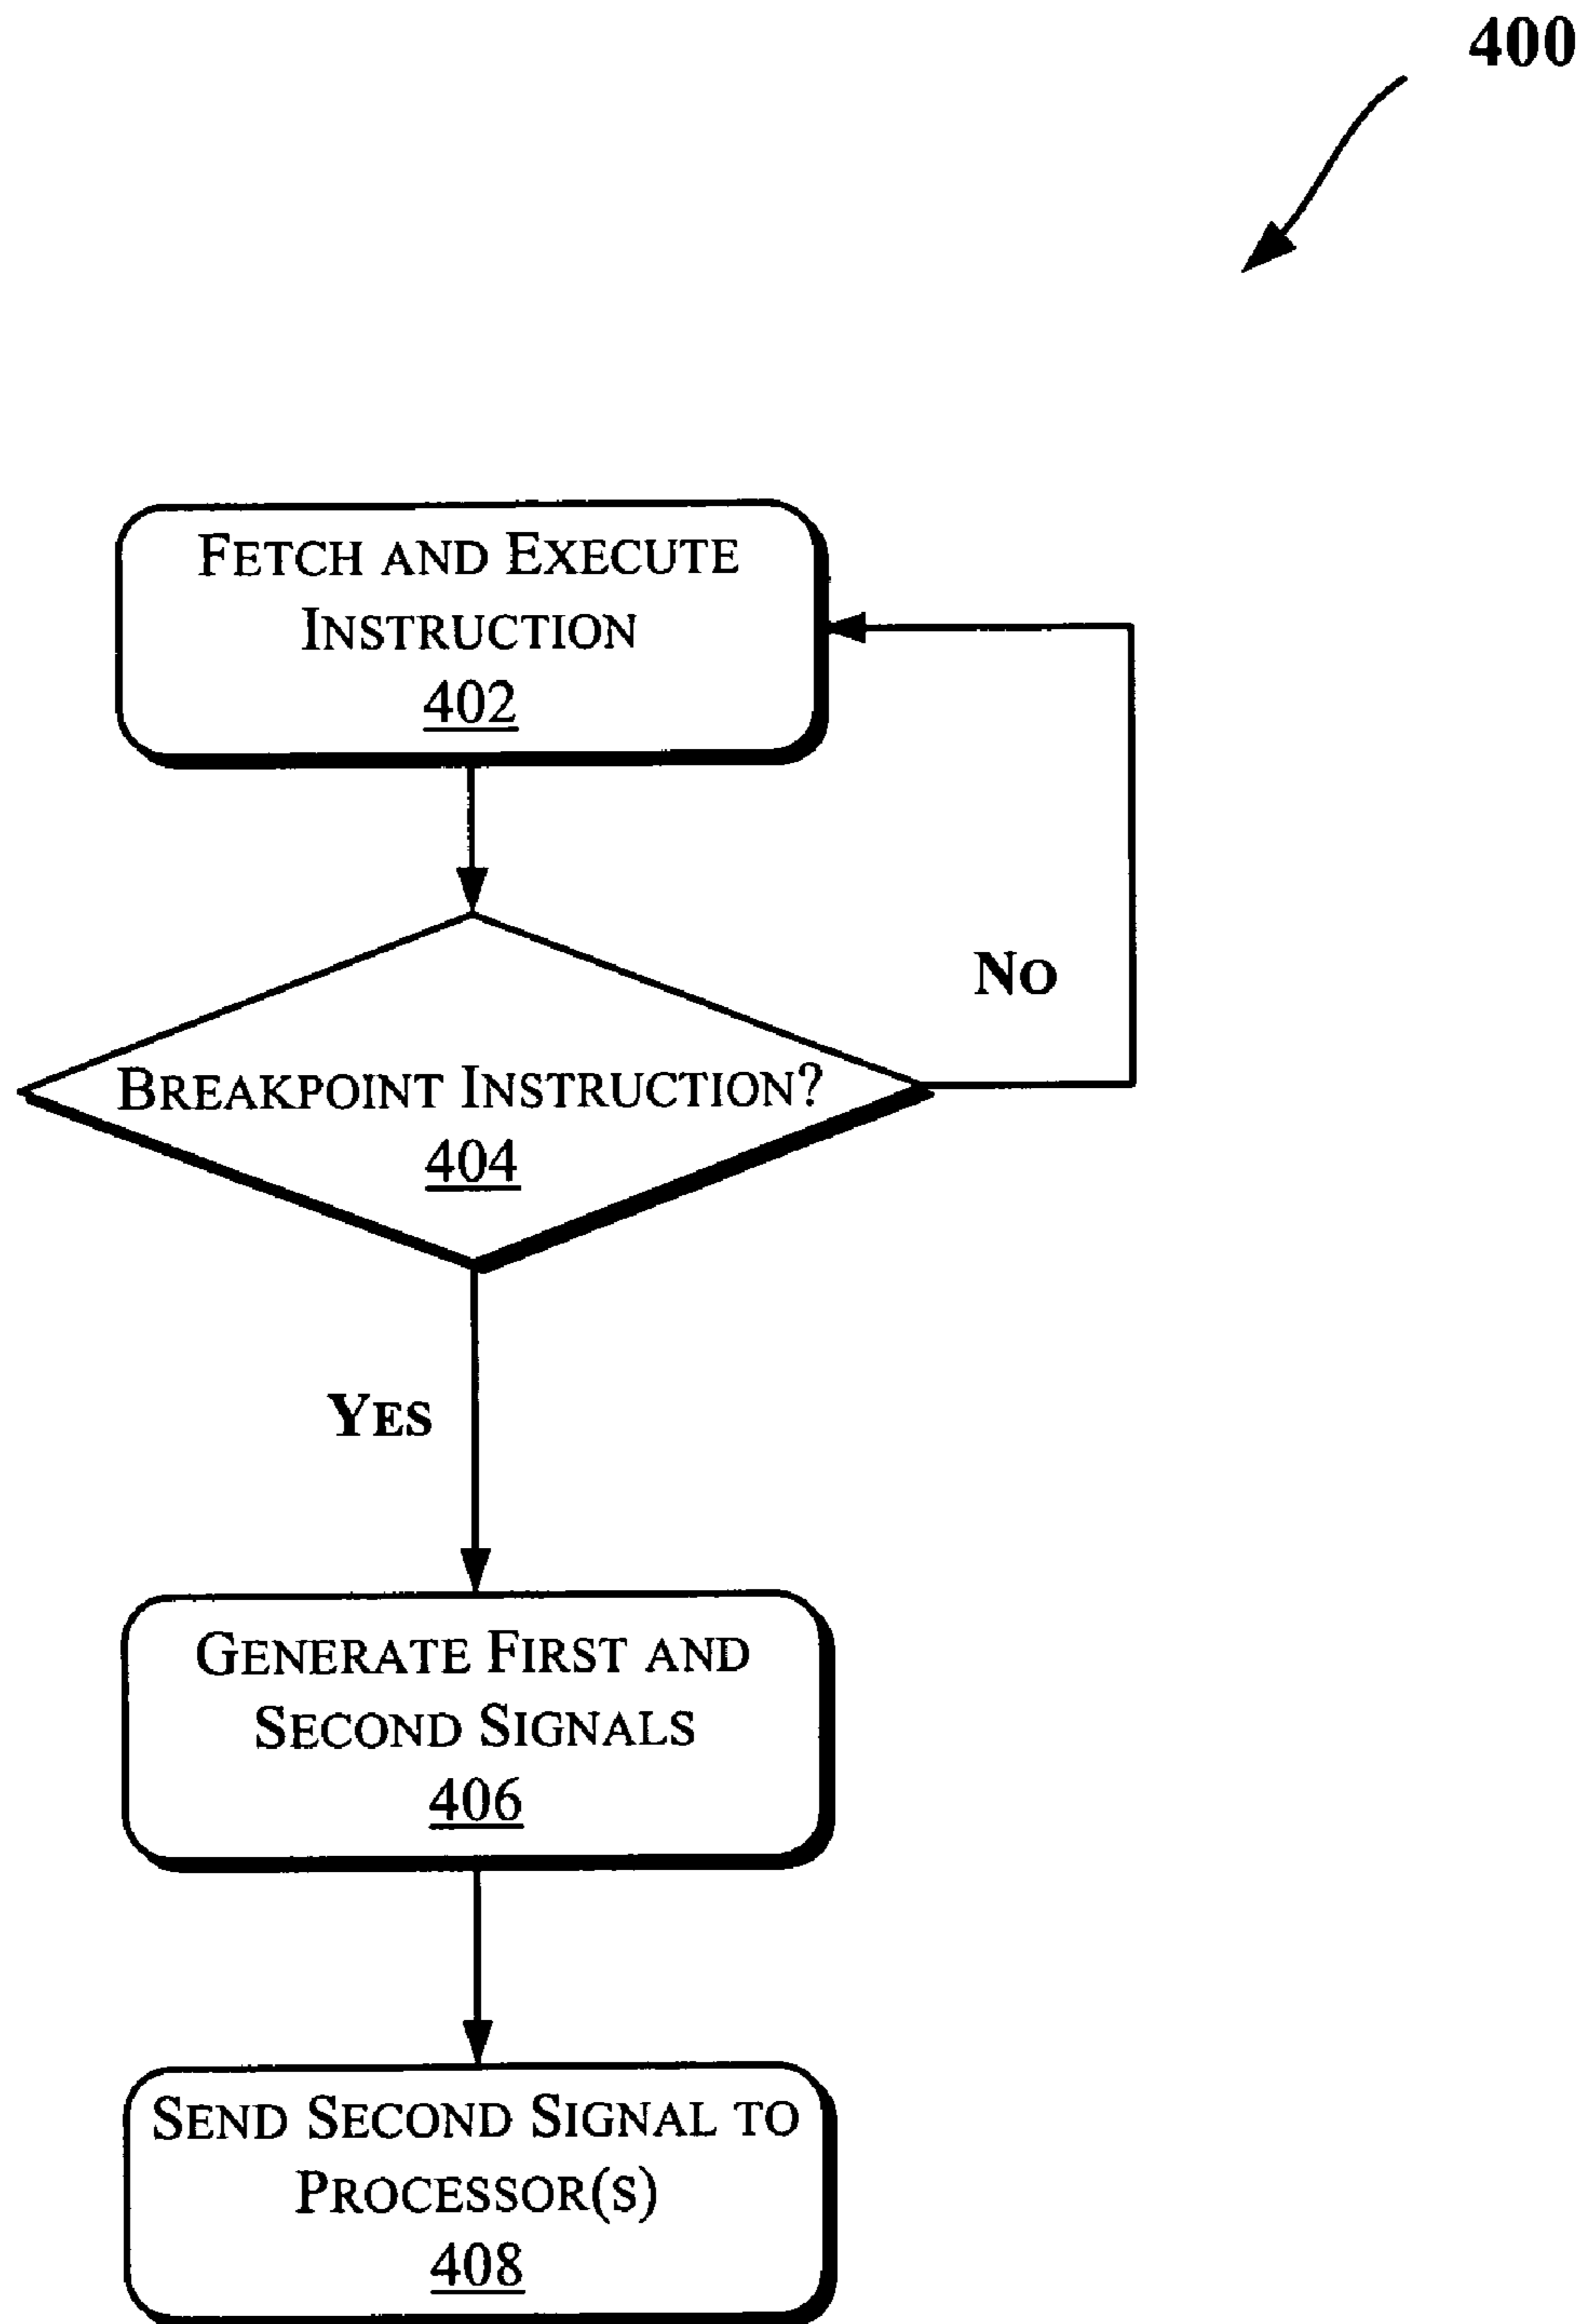 400
FETCH AND EXECUTE
INSTRUCTION
402
NO
BREAKPOINT INSTRUCTION?
404
YES
GENERATE FIRST AND
SECOND SIGNALS
406
SEND SECOND SIGNAL TO
PROCESSOR(S)
408